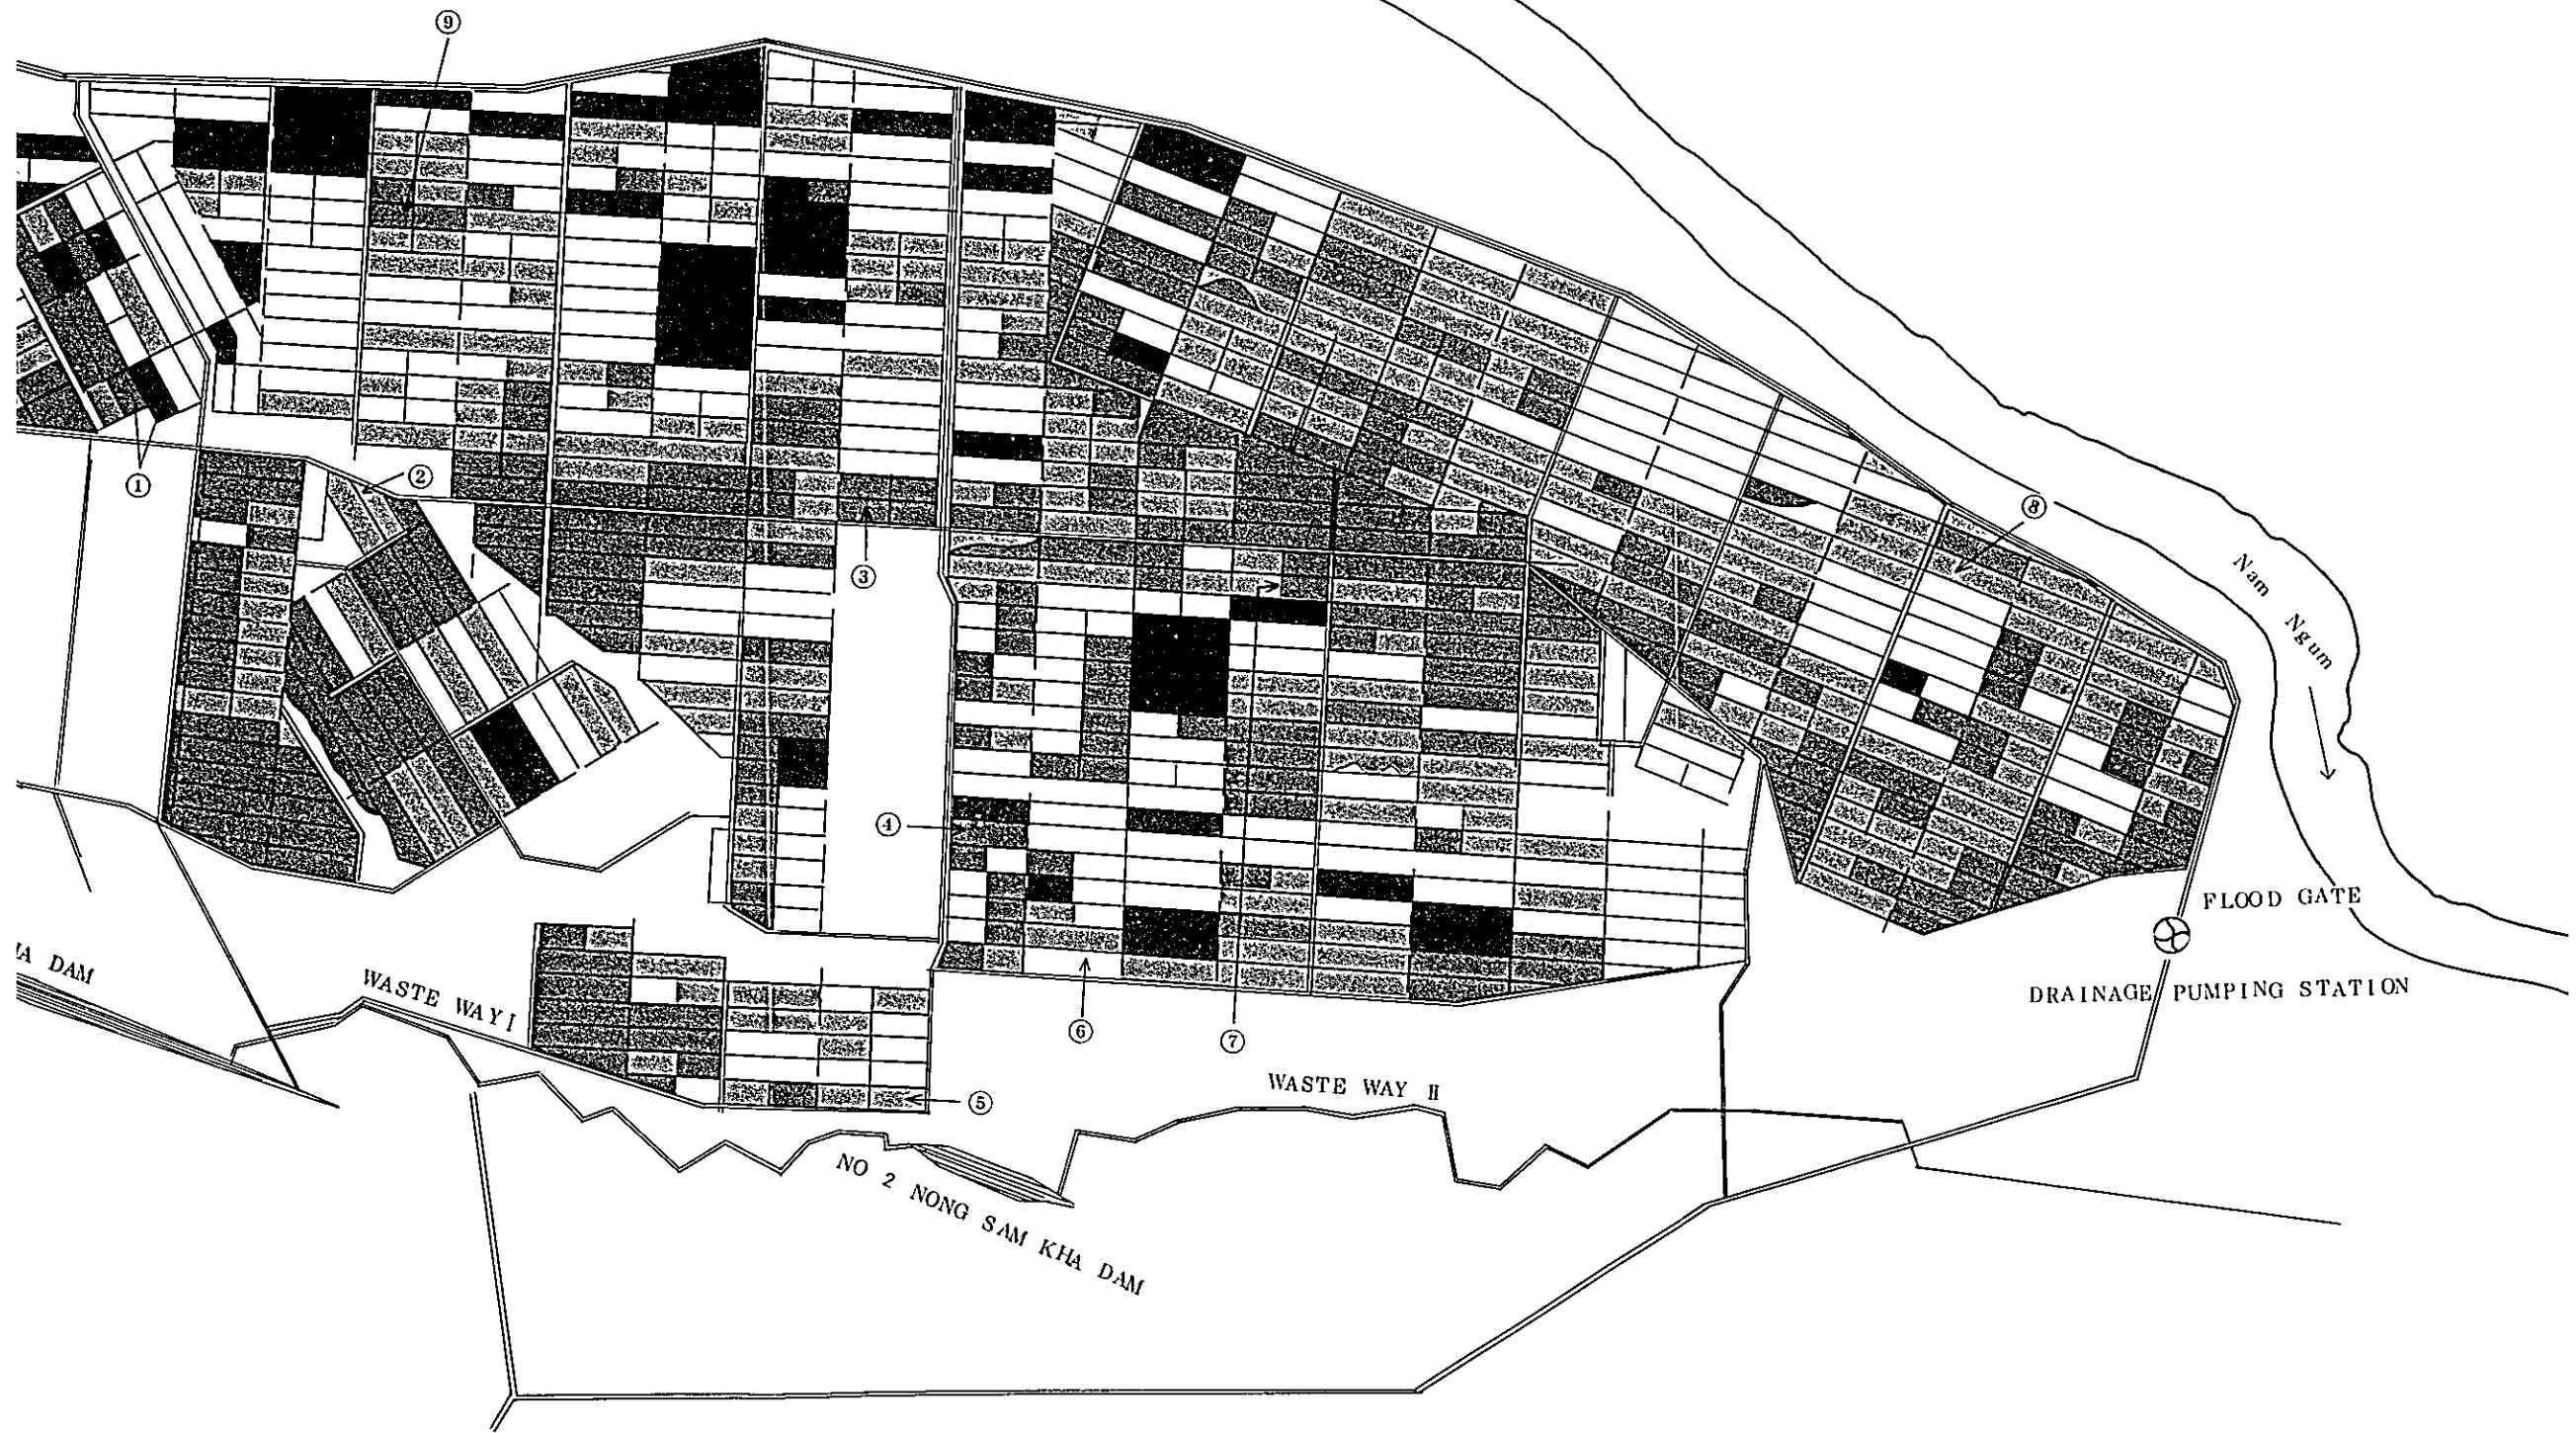 ⑨
①
②
③
⑧
Nam Ngum
④
FLOOD GATE
DRAINAGE PUMPING STATION
A DAM
WASTE WAY I
⑥
⑦
WASTE WAY II
⑤
NO 2 NONG SAM KHA DAM